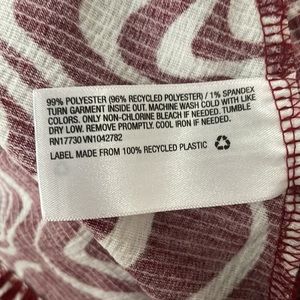 99% POLYESTER (96% RECYCLED POLYESTER) / 1% SPANDEX
TURN GARMENT INSIDE OUT. MACHINE WASH COLD WITH LIKE
COLORS. ONLY NON-CHLORINE BLEACH IF NEEDED. TUMBLE
DRY LOW. REMOVE PROMPTLY. COOL IRON IF NEEDED.
RN17730 VN1042782
LABEL MADE FROM 100% RECYCLED PLASTIC